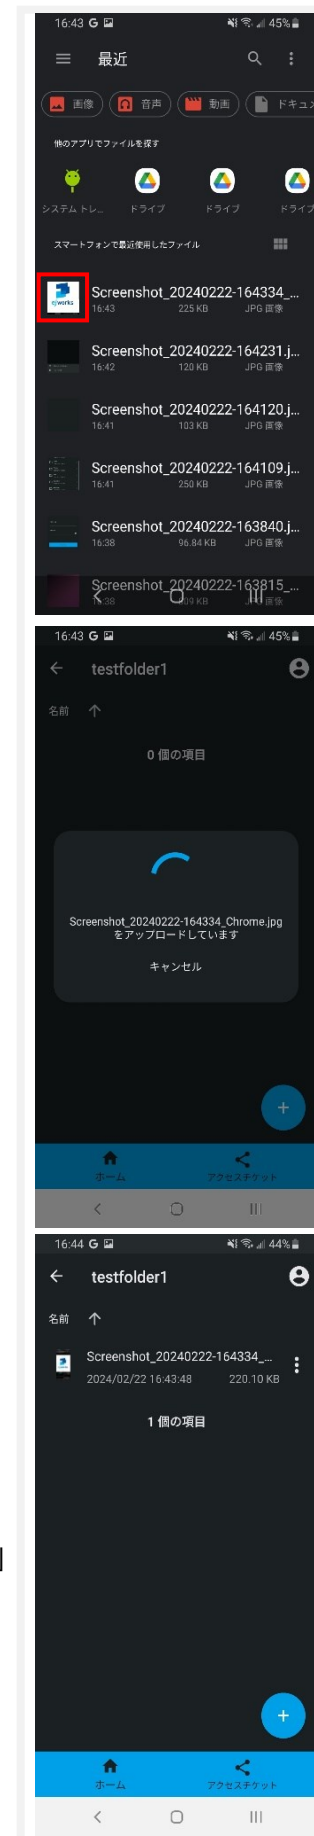 16:43 G 45%
最近
画像 音声 動画 ドキュ
他のアプリでファイルを探す
システム トレ... ドライブ ドライブ ドライブ
スマートフォンで最近使用したファイル
ejworks
Screenshot_20240222-164334_...
16:43 225 KB JPG 画像
Screenshot_20240222-164231.j...
16:42 120 KB JPG 画像
Screenshot_20240222-164120.j...
16:41 103 KB JPG 画像
Screenshot_20240222-164109.j...
16:41 250 KB JPG 画像
Screenshot_20240222-163840.j...
16:38 96.84 KB JPG 画像
Screenshot_20240222-163815_...
16:38 KB JPG 画像
16:43 G 45%
testfolder1
名前
0 個の項目
Screenshot_20240222-164334_Chrome.jpg
をアップロードしています
キャンセル
ホーム アクセスチケット
16:44 G 44%
testfolder1
名前
Screenshot_20240222-164334_...
2024/02/22 16:43:48 220.10 KB
1 個の項目
ホーム アクセスチケット